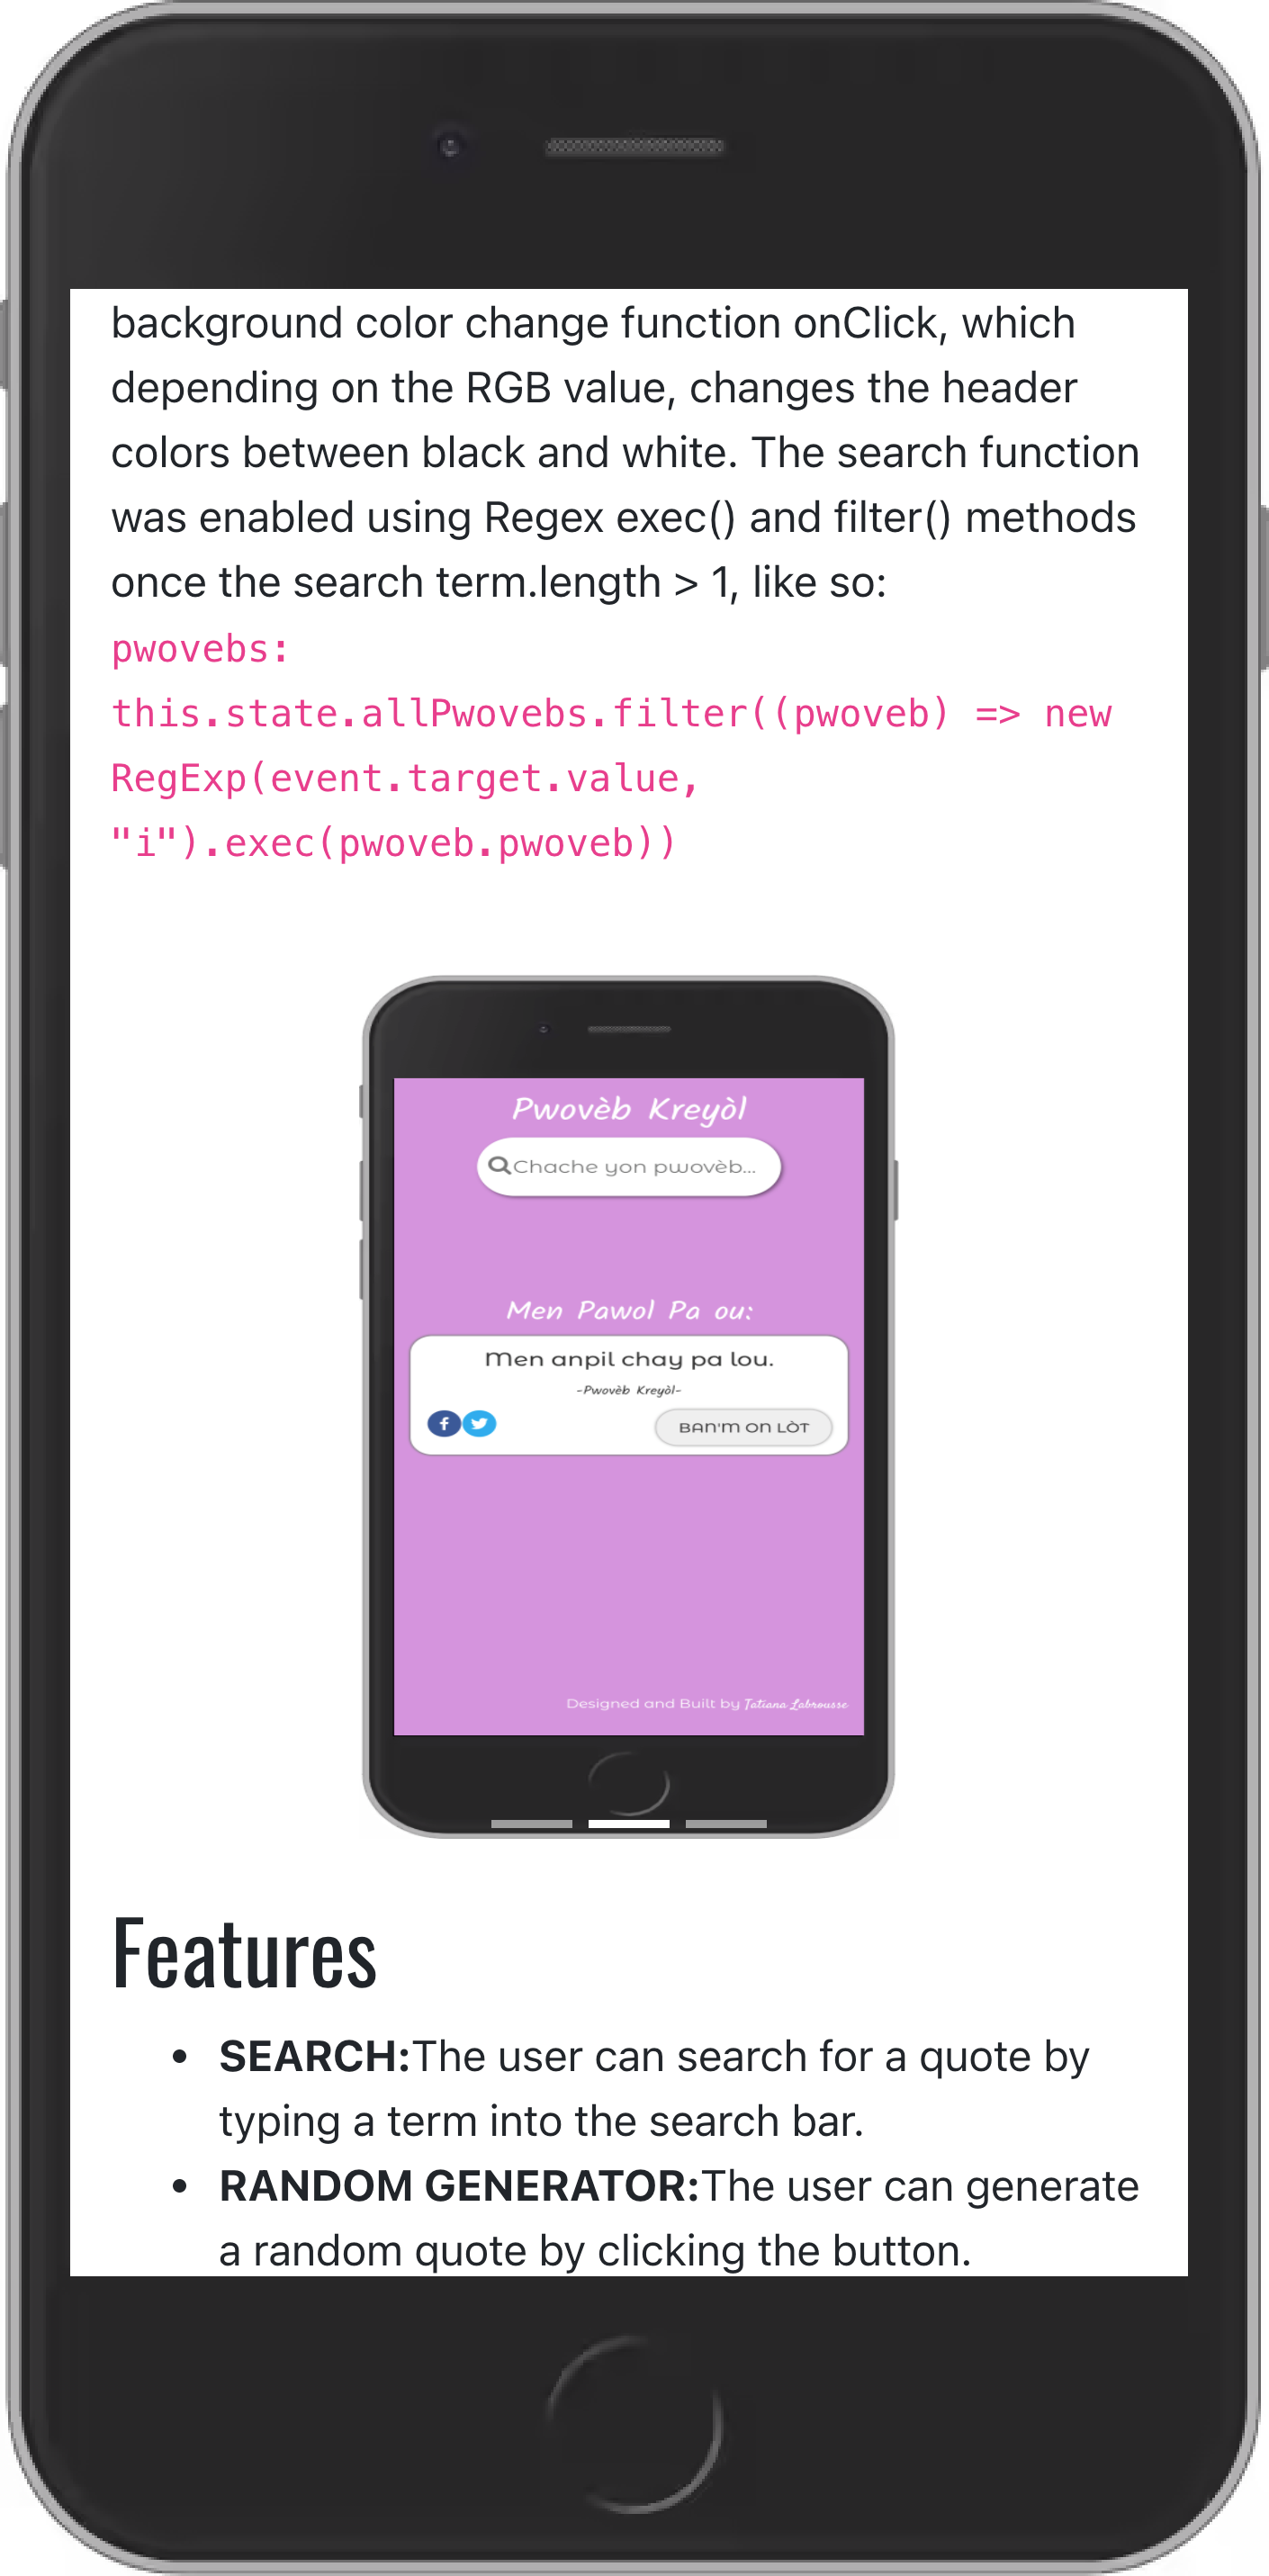 background color change function onClick, which
depending on the RGB value, changes the header
colors between black and white. The search function
was enabled using Regex exec() and filter() methods
once the search term.length > 1, like so:
pwovebs:
this.state.allPwovebs.filter((pwoveb) => new
RegExp(event.target.value,
"i").exec(pwoveb.pwoveb))
Pwovèb Kreyòl
Chache yon pwovèb...
Men Pawol Pa ou:
Men anpil chay pa lou.
-Pwovèb Kreyòl-
BAN'M ON LÒT
Designed and Built by Tatiana Labrousse
Features
• SEARCH:The user can search for a quote by
typing a term into the search bar.
• RANDOM GENERATOR:The user can generate
a random quote by clicking the button.